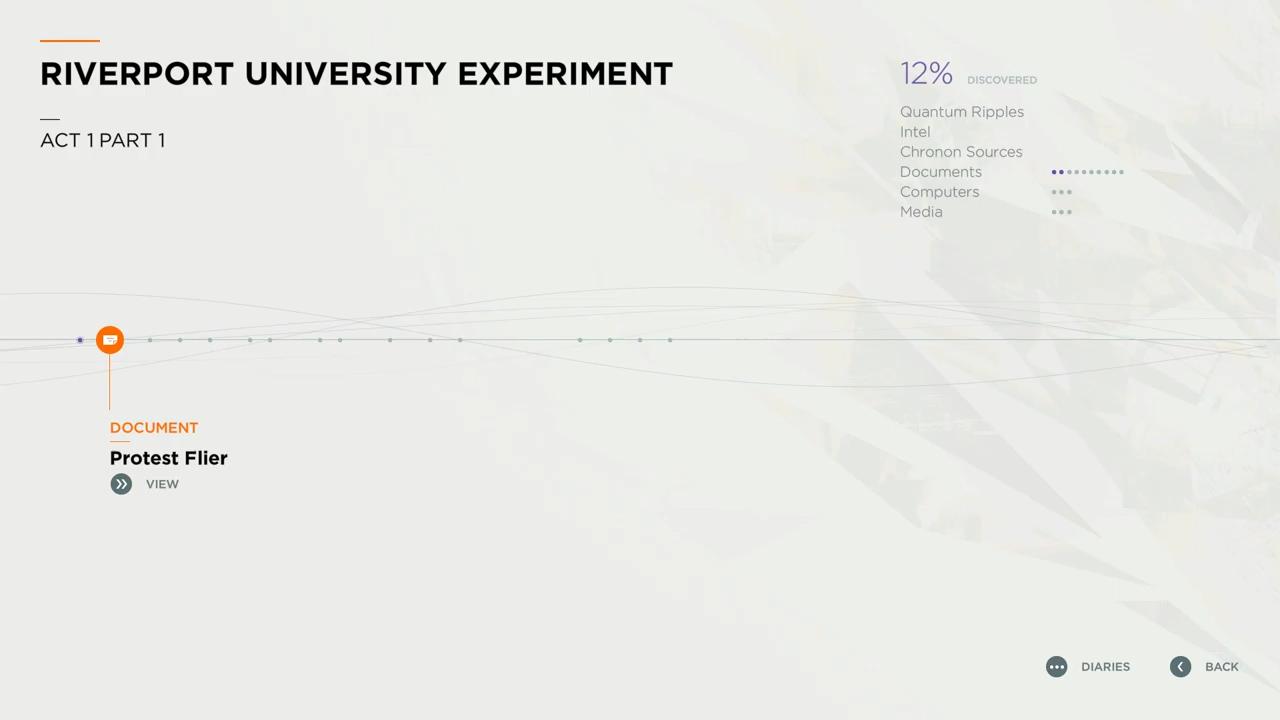 RIVERPORT UNIVERSITY EXPERIMENT
ACT 1 PART 1
12% DISCOVERED
Quantum Ripples
Intel
Chronon Sources
Documents
Computers
Media
DOCUMENT
Protest Flier
VIEW
DIARIES
BACK